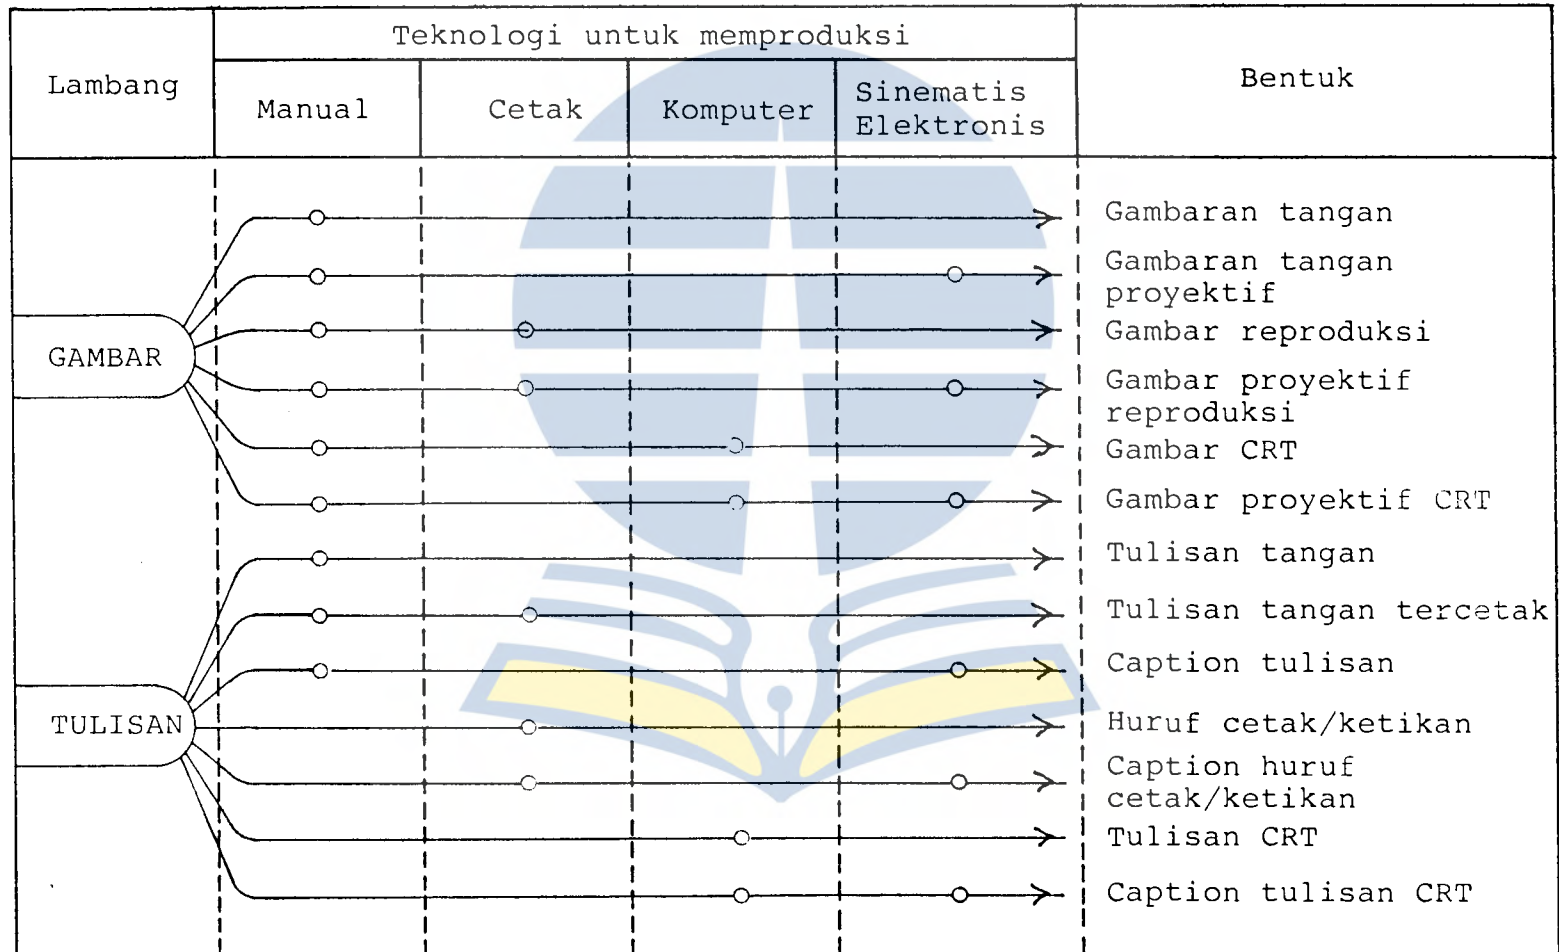 Lambang
Teknologi untuk memproduksi
Manual
Cetak
Komputer
Sinematis
Elektronis
Bentuk
GAMBAR
Gambaran tangan
Gambaran tangan
proyektif
Gambar reproduksi
Gambar proyektif
reproduksi
Gambar CRT
Gambar proyektif CRT
TULISAN
Tulisan tangan
Tulisan tangan tercetak
Caption tulisan
Huruf cetak/ketikan
Caption huruf
cetak/ketikan
Tulisan CRT
Caption tulisan CRT